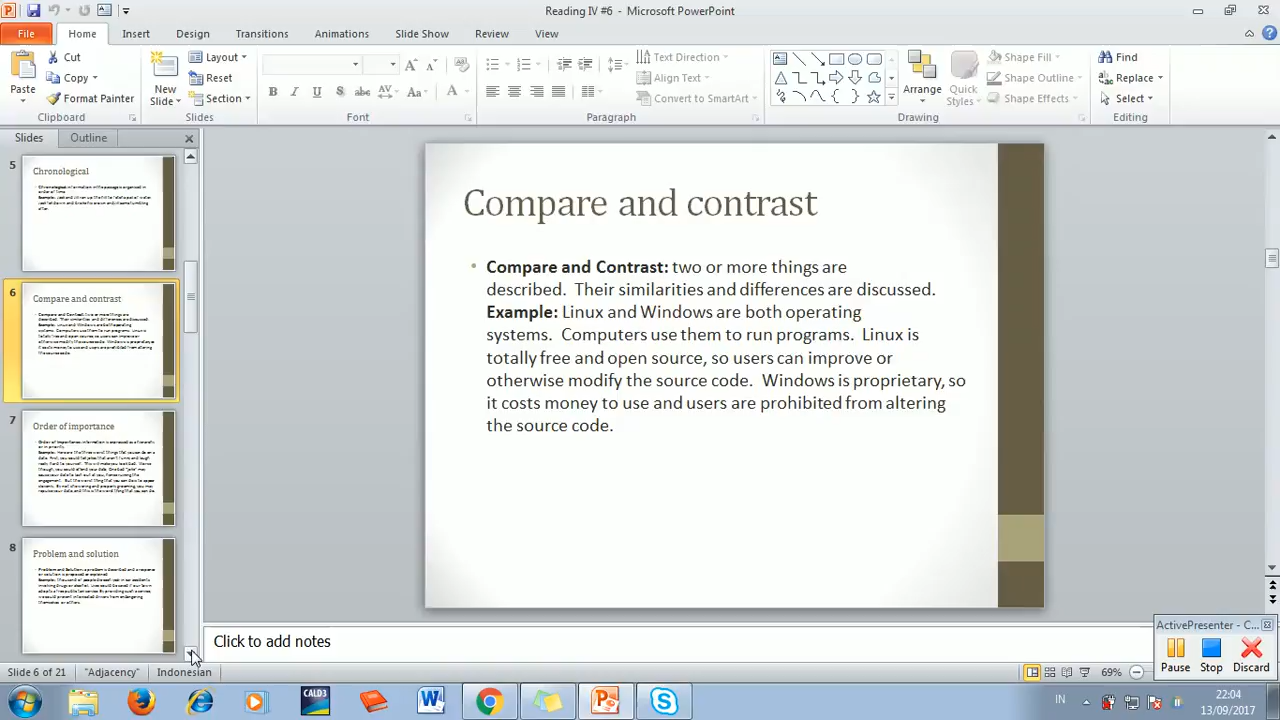 Reading IV #6 - Microsoft PowerPoint
File Home Insert Design Transitions Animations Slide Show Review View
Paste
Cut
Copy
Format Painter
Clipboard
New Slide
Layout
Reset
Section
Slides
Font
Text Direction
Align Text
Convert to SmartArt
Paragraph
Arrange
Quick Styles
Shape Fill
Shape Outline
Shape Effects
Drawing
Find
Replace
Select
Editing
Slides Outline
5
Chronological
6
Compare and contrast
7
Order of importance
8
Problem and solution
Compare and contrast
Compare and Contrast: two or more things are
described. Their similarities and differences are discussed.
Example: Linux and Windows are both operating
systems. Computers use them to run programs. Linux is
totally free and open source, so users can improve or
otherwise modify the source code. Windows is proprietary, so
it costs money to use and users are prohibited from altering
the source code.
Click to add notes
ActivePresenter - C...
Pause Stop Discard
Slide 6 of 21 "Adjacency" Indonesian 69%
CALD3
IN
22:04
13/09/2017